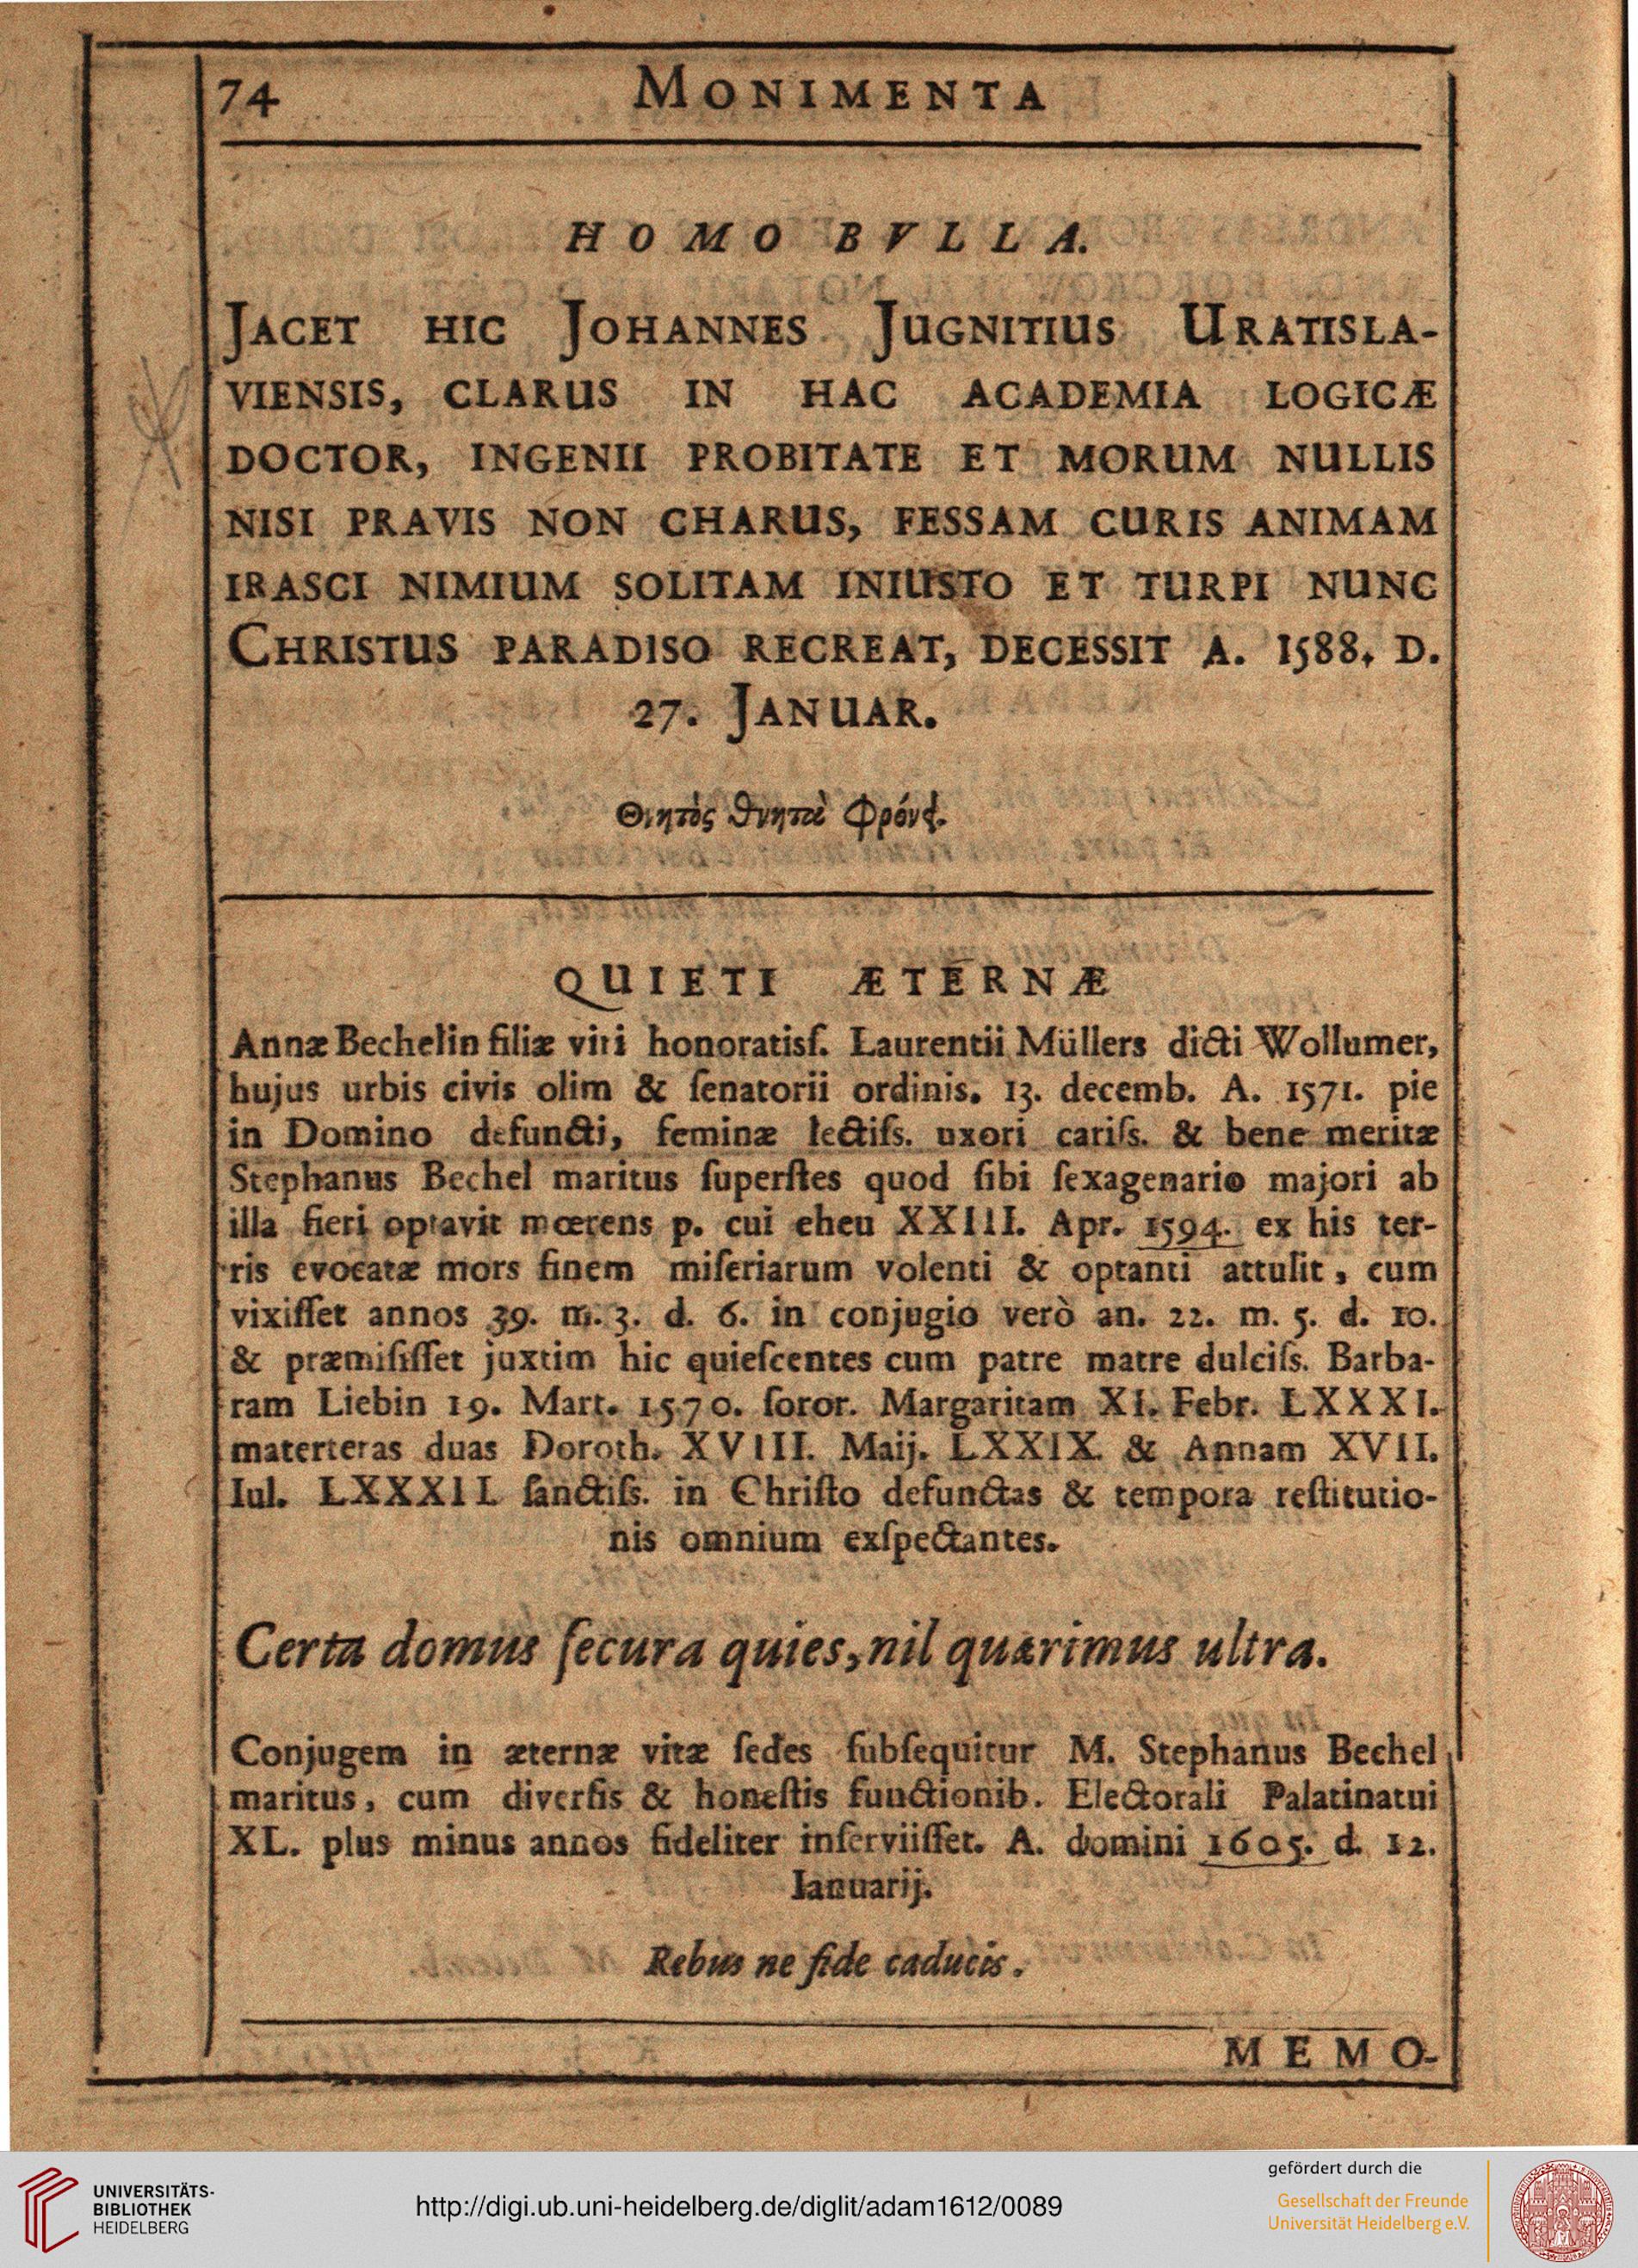 74 MONIMENTA
HOMO BVLLA.
JACET HIC JOHANNES JUGNITIUS URATISLA-
VIENSIS, CLARUS IN HAC ACADEMIA LOGICÆ
DOCTOR, INGENII PROBITATE ET MORUM NULLIS
NISI PRAVIS NON CHARUS, FESSAM CURIS ANIMAM
IRASCI NIMIUM SOLITAM INIUSTO ET TURPI NUNC
CHRISTUS PARADISO RECREAT, DECESSIT A. 1588. D.
27. JANUAR.
Θνητὸς θνητὰ Φρόνει.
QUIETI ÆTERNÆ
Annæ Bechelin filiæ viri honoratisſ. Laurentii Müllers dicti Wollumer,
hujus urbis civis olim & ſenatorii ordinis. 13. decemb. A. 1571. pie
in Domino defuncti, feminæ lectiſs. uxori cariſs. & bene meritæ
Stephanus Bechel maritus ſuperſtes quod ſibi ſexagenario majori ab
illa fieri optavit mœrens p. cui eheu XXIII. Apr. 1594. ex his ter-
ris evocatæ mors finem miſeriarum volenti & optanti attulit, cum
vixiſſet annos 39. m. 3. d. 6. in conjugio verò an. 22. m. 5. d. 10.
& præmiſiſſet juxtim hic quieſcentes cum patre matre dulciſs. Barba-
ram Liebin 19. Mart. 1570. ſoror. Margaritam XI. Febr. LXXXI.
materteras duas Doroth. XVIII. Maij. LXXIX. & Annam XVII.
Iul. LXXXII. ſanctiſs. in Chriſto defunctas & tempora reſtitutio-
nis omnium exſpectantes.
Certa domus ſecura quies, nil quærimus ultra.
Conjugem in æternæ vitæ ſedes ſubſequitur M. Stephanus Bechel
maritus, cum diverſis & honeſtis functionib. Electorali Palatinatui
XL. plus minus annos fideliter inſerviiſſet. A. domini 1605. d. 12.
Ianuarij.
Rebus ne fide caducis.
MEMO-
UNIVERSITÄTS-
BIBLIOTHEK
HEIDELBERG
http://digi.ub.uni-heidelberg.de/diglit/adam1612/0089
gefördert durch die
Gesellschaft der Freunde
Universität Heidelberg e.V.